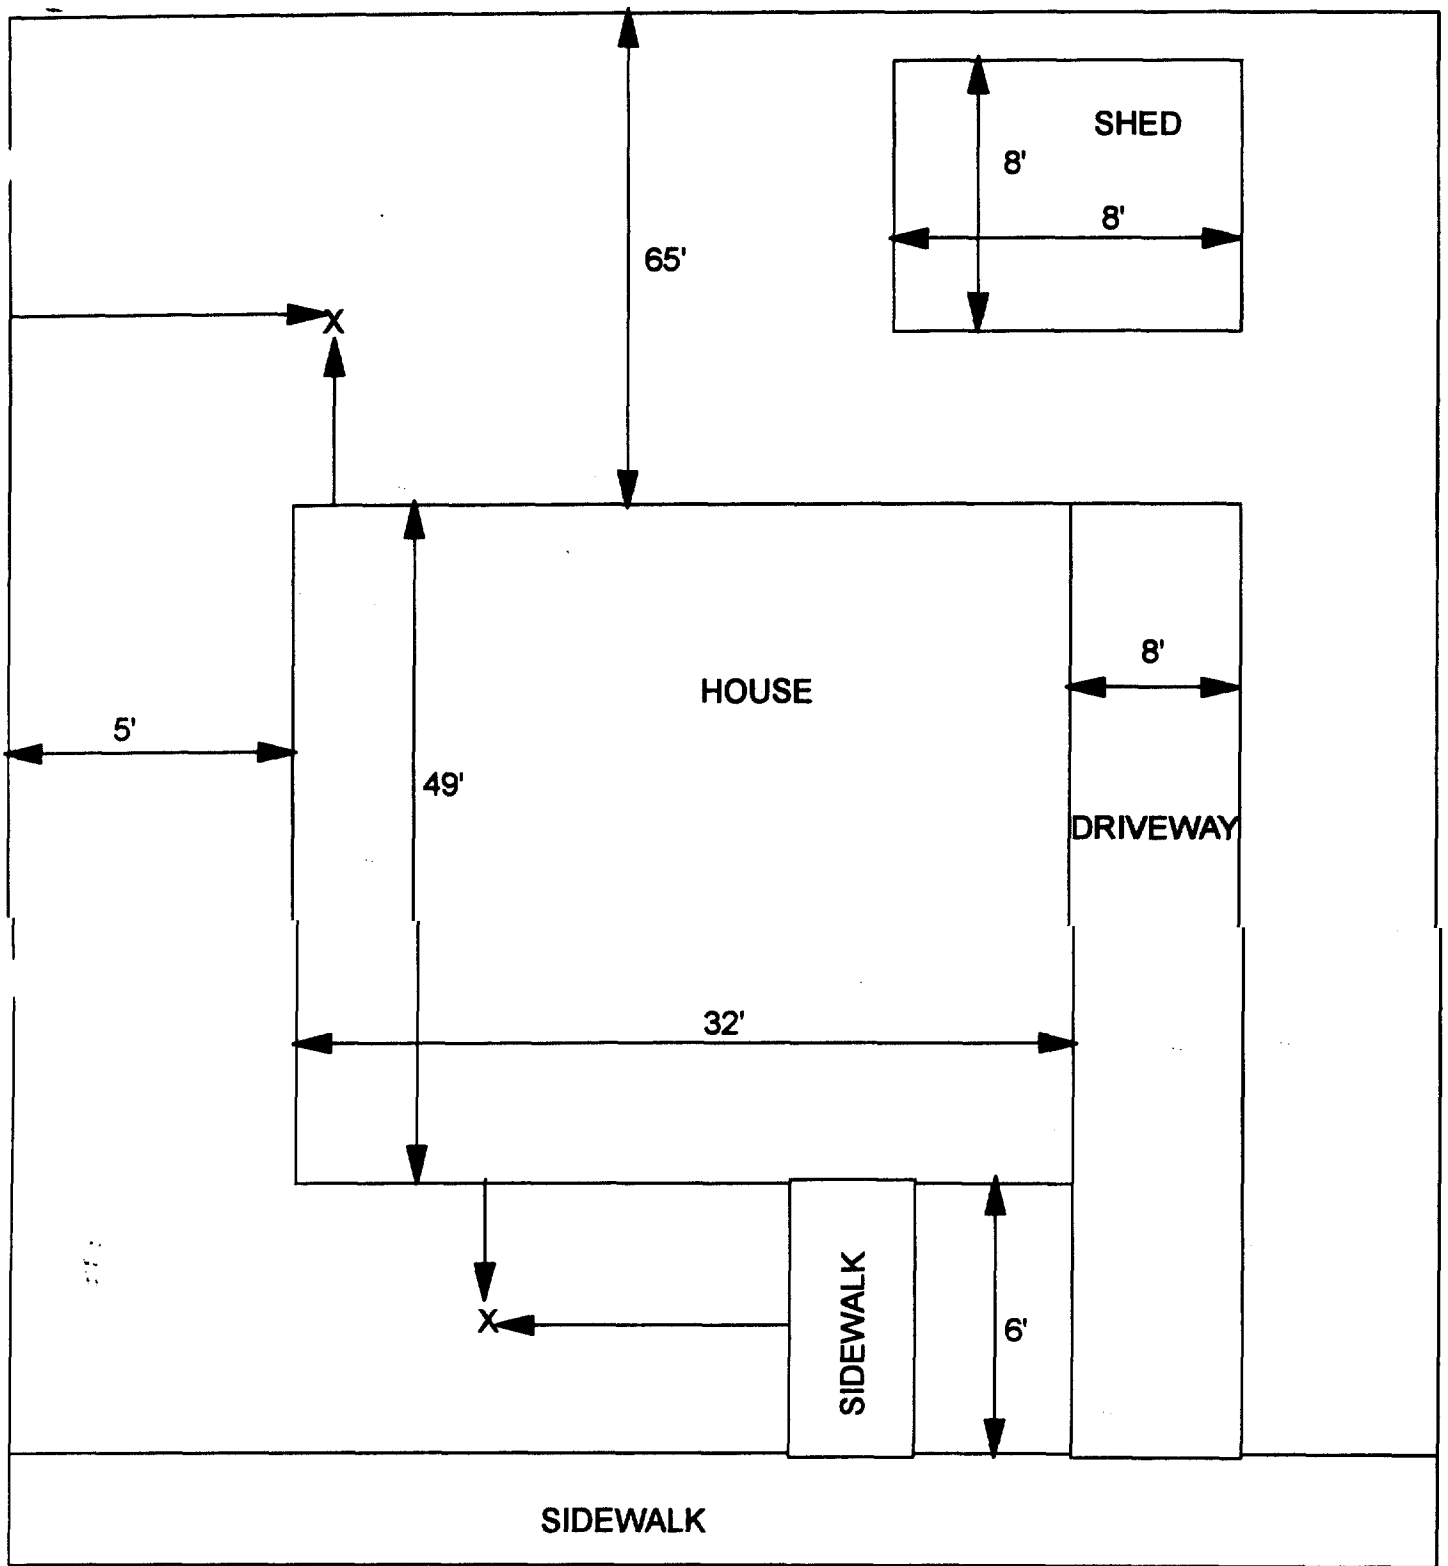 SHED
8'
8'
65'
X
8'
HOUSE
5'
49'
DRIVEWAY
32'
SIDEWALK
6'
X
SIDEWALK